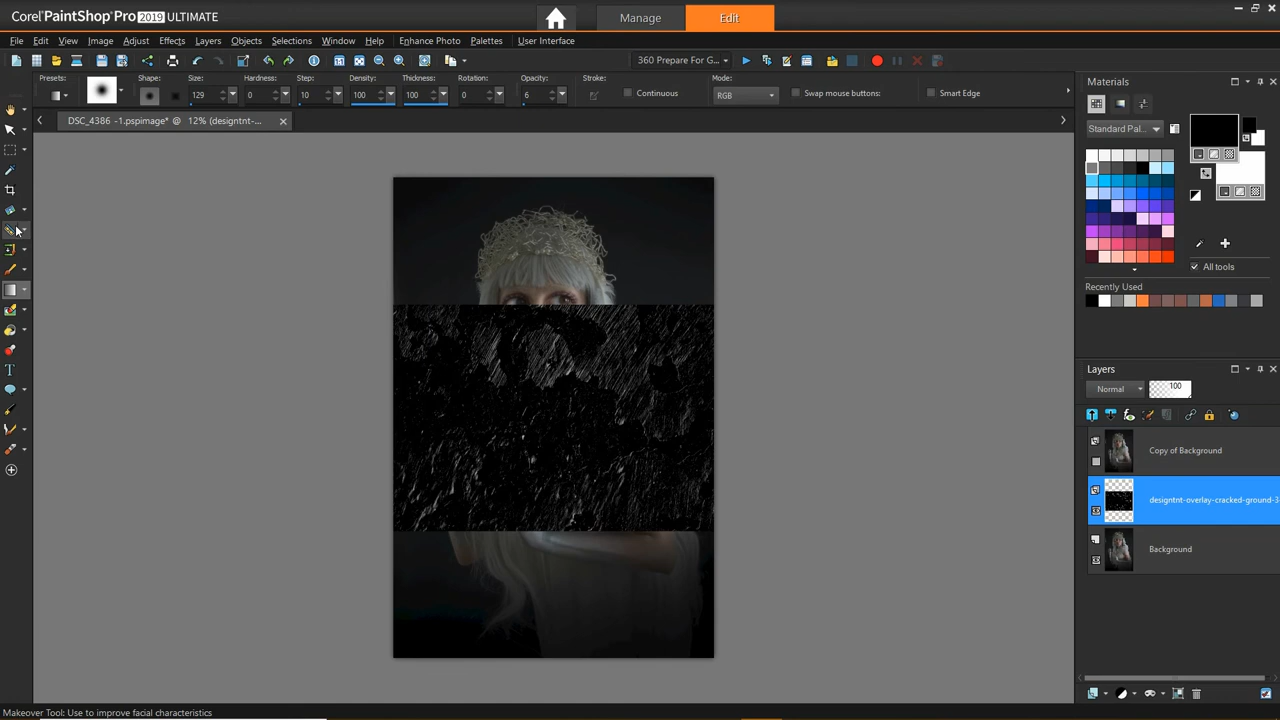 Corel® PaintShop® Pro 2019 ULTIMATE
Manage
Edit
File Edit View Image Adjust Effects Layers Objects Selections Window Help Enhance Photo Palettes User Interface
360 Prepare For G...
Presets: Shape: Size: Hardness: Step: Density: Thickness: Rotation: Opacity: Stroke: Continuous Mode: Swap mouse buttons: Smart Edge
129 0 10 100 100 0 6 RGB
DSC_4386 -1.pspimage* @ 12% (designtnt-...
Materials
Standard Pal...
All tools
Recently Used
Layers
Normal 100
Copy of Background
designtnt-overlay-cracked-ground-3
Background
Makeover Tool: Use to improve facial characteristics